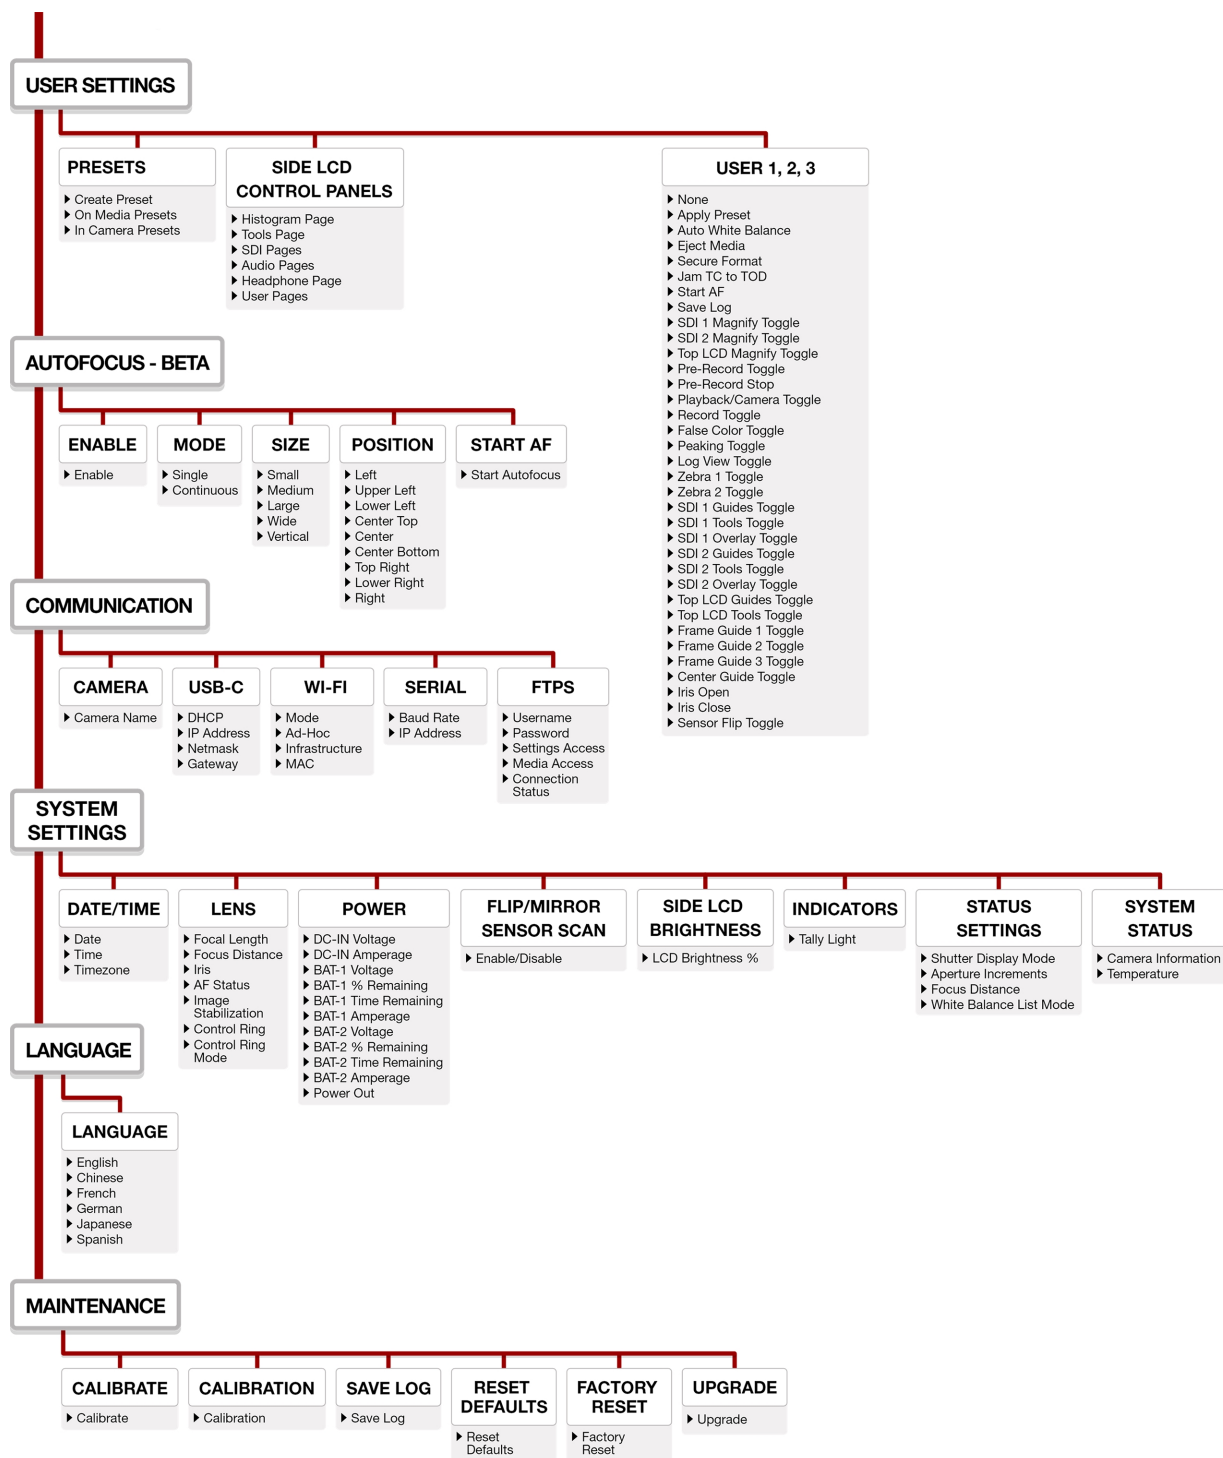 USER SETTINGS
PRESETS
Create Preset
On Media Presets
In Camera Presets
SIDE LCD
CONTROL PANELS
Histogram Page
Tools Page
SDI Pages
Audio Pages
Headphone Page
User Pages
USER 1, 2, 3
None
Apply Preset
Auto White Balance
Eject Media
Secure Format
Jam TC to TOD
Start AF
Save Log
SDI 1 Magnify Toggle
SDI 2 Magnify Toggle
Top LCD Magnify Toggle
Pre-Record Toggle
Pre-Record Stop
Playback/Camera Toggle
Record Toggle
False Color Toggle
Peaking Toggle
Log View Toggle
Zebra 1 Toggle
Zebra 2 Toggle
SDI 1 Guides Toggle
SDI 1 Tools Toggle
SDI 1 Overlay Toggle
SDI 2 Guides Toggle
SDI 2 Tools Toggle
SDI 2 Overlay Toggle
Top LCD Guides Toggle
Top LCD Tools Toggle
Frame Guide 1 Toggle
Frame Guide 2 Toggle
Frame Guide 3 Toggle
Center Guide Toggle
Iris Open
Iris Close
Sensor Flip Toggle
AUTOFOCUS - BETA
ENABLE
Enable
MODE
Single
Continuous
SIZE
Small
Medium
Large
Wide
Vertical
POSITION
Left
Upper Left
Lower Left
Center Top
Center
Center Bottom
Top Right
Lower Right
Right
START AF
Start Autofocus
COMMUNICATION
CAMERA
Camera Name
USB-C
DHCP
IP Address
Netmask
Gateway
WI-FI
Mode
Ad-Hoc
Infrastructure
MAC
SERIAL
Baud Rate
IP Address
FTPS
Username
Password
Settings Access
Media Access
Connection
Status
SYSTEM
SETTINGS
DATE/TIME
Date
Time
Timezone
LENS
Focal Length
Focus Distance
Iris
AF Status
Image
Stabilization
Control Ring
Control Ring
Mode
POWER
DC-IN Voltage
DC-IN Amperage
BAT-1 Voltage
BAT-1 % Remaining
BAT-1 Time Remaining
BAT-1 Amperage
BAT-2 Voltage
BAT-2 % Remaining
BAT-2 Time Remaining
BAT-2 Amperage
Power Out
FLIP/MIRROR
SENSOR SCAN
Enable/Disable
SIDE LCD
BRIGHTNESS
LCD Brightness %
INDICATORS
Tally Light
STATUS
SETTINGS
Shutter Display Mode
Aperture Increments
Focus Distance
White Balance List Mode
SYSTEM
STATUS
Camera Information
Temperature
LANGUAGE
LANGUAGE
English
Chinese
French
German
Japanese
Spanish
MAINTENANCE
CALIBRATE
Calibrate
CALIBRATION
Calibration
SAVE LOG
Save Log
RESET
DEFAULTS
Reset
Defaults
FACTORY
RESET
Factory
Reset
UPGRADE
Upgrade